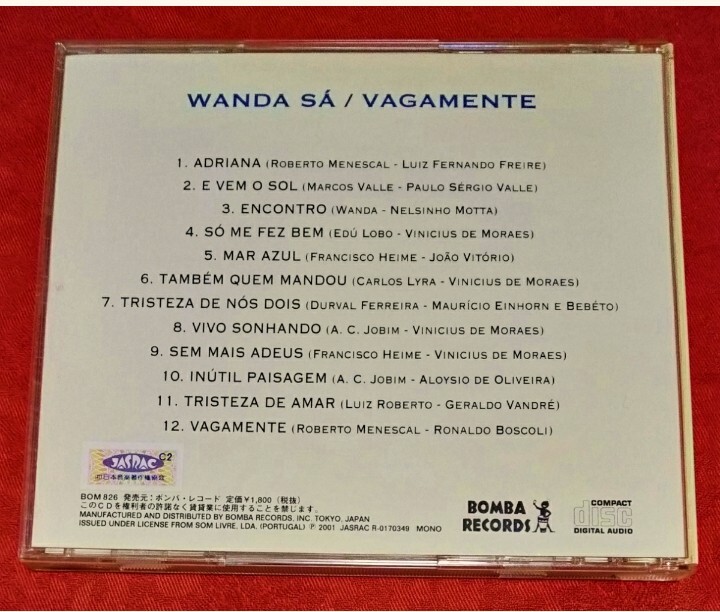 WANDA SÁ / VAGAMENTE
1. ADRIANA (ROBERTO MENESCAL - LUIZ FERNANDO FREIRE)
2. E VEM O SOL (MARCOS VALLE - PAULO SÉRGIO VALLE)
3. ENCONTRO (WANDA - NELSINHO MOTTA)
4. SÓ ME FEZ BEM (EDÚ LOBO - VINICIUS DE MORAES)
5. MAR AZUL (FRANCISCO HEIME - JOÃO VITÓRIO)
6. TAMBÉM QUEM MANDOU (CARLOS LYRA - VINICIUS DE MORAES)
7. TRISTEZA DE NÓS DOIS (DURVAL FERREIRA - MAURÍCIO EINHORN E BEBÉTO)
8. VIVO SONHANDO (A. C. JOBIM - VINICIUS DE MORAES)
9. SEM MAIS ADEUS (FRANCISCO HEIME - VINICIUS DE MORAES)
10. INÚTIL PAISAGEM (A. C. JOBIM - ALOYSIO DE OLIVEIRA)
11. TRISTEZA DE AMAR (LUIZ ROBERTO - GERALDO VANDRÉ)
12. VAGAMENTE (ROBERTO MENESCAL - RONALDO BOSCOLI)
JASRAC C2
BOM 826 発売元:ボンバ・レコード 定価¥1,800 (税抜)
このCDを権利者の許諾なく賃貸業に使用することを禁じます。
MANUFACTURED AND DISTRIBUTED BY BOMBA RECORDS, INC. TOKYO, JAPAN
ISSUED UNDER LICENSE FROM SOM LIVRE, LDA. (PORTUGAL) ℗ 2001 JASRAC R-0170349 MONO
BOMBA
RECORDS
COMPACT
disc
DIGITAL AUDIO